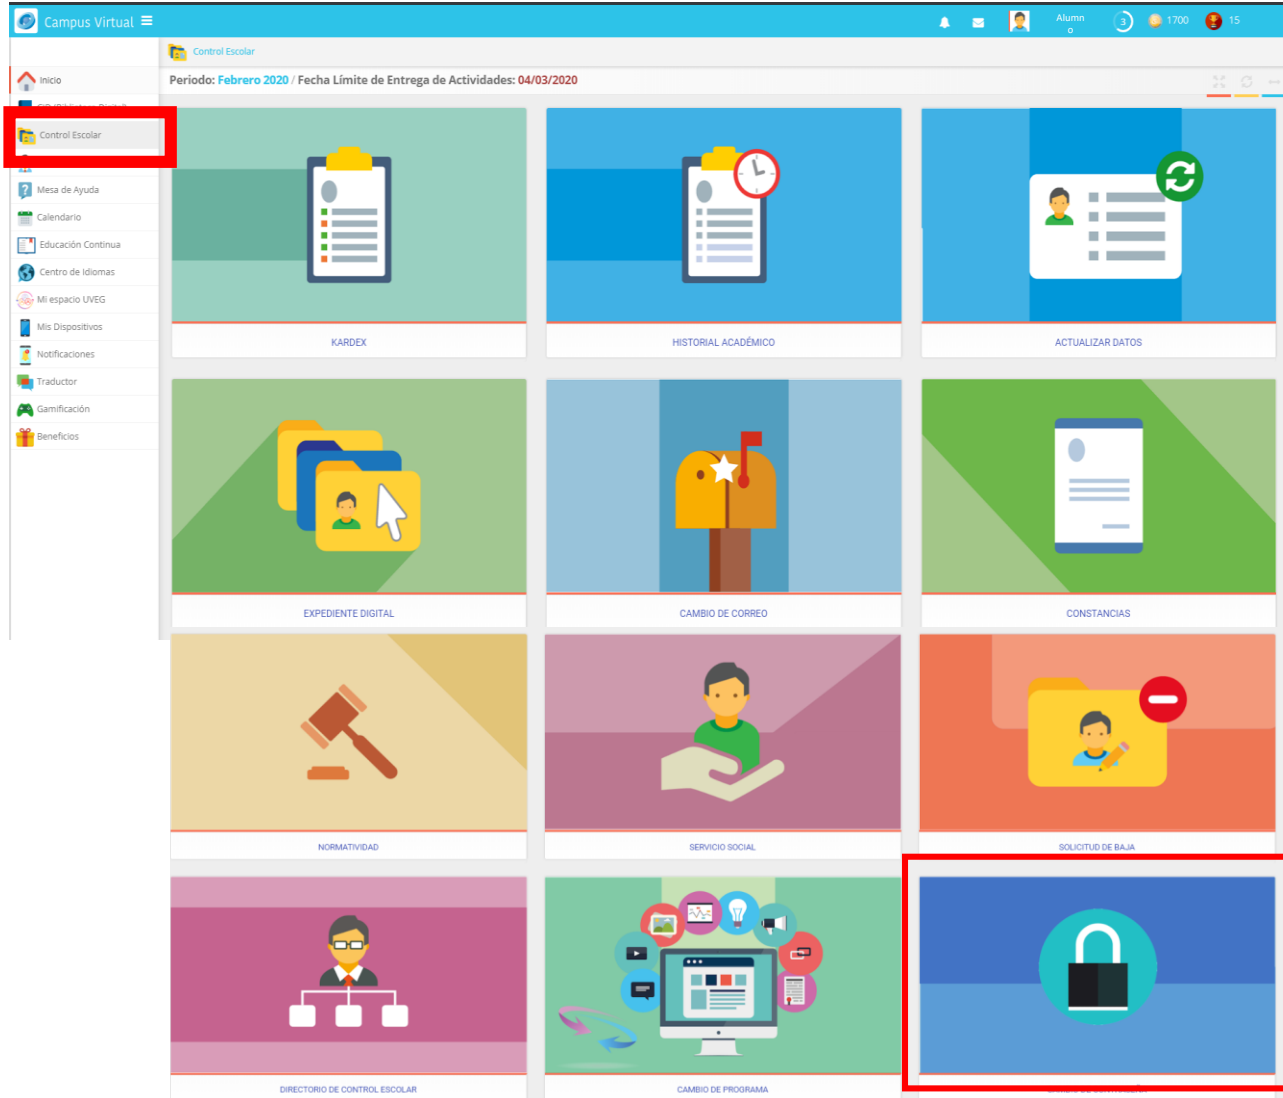 Campus Virtual
Alumn
o
3
1700
15
Control Escolar
Periodo: Febrero 2020 / Fecha Límite de Entrega de Actividades: 04/03/2020
Inicio
Control Escolar
Mesa de Ayuda
Calendario
Educación Continua
Centro de Idiomas
Mi espacio UVEG
Mis Dispositivos
Notificaciones
Traductor
Gamificación
Beneficios
KARDEX
HISTORIAL ACADÉMICO
ACTUALIZAR DATOS
EXPEDIENTE DIGITAL
CAMBIO DE CORREO
CONSTANCIAS
NORMATIVIDAD
SERVICIO SOCIAL
SOLICITUD DE BAJA
DIRECTORIO DE CONTROL ESCOLAR
CAMBIO DE PROGRAMA